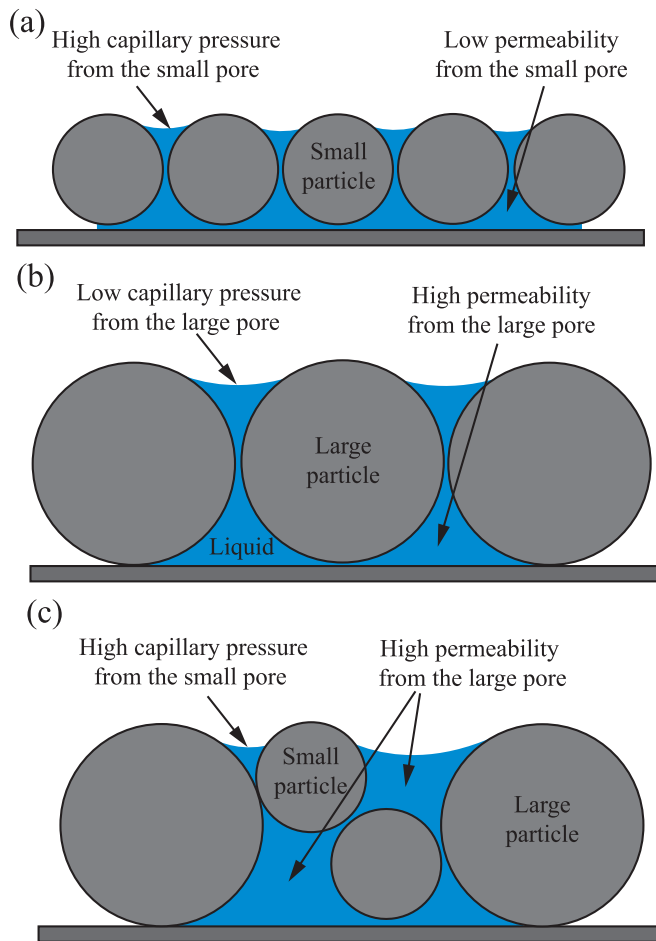 (a)
High capillary pressure
from the small pore
Low permeability
from the small pore
Small
particle
(b)
Low capillary pressure
from the large pore
High permeability
from the large pore
Large
particle
Liquid
(c)
High capillary pressure
from the small pore
High permeability
from the large pore
Small
particle
Large
particle